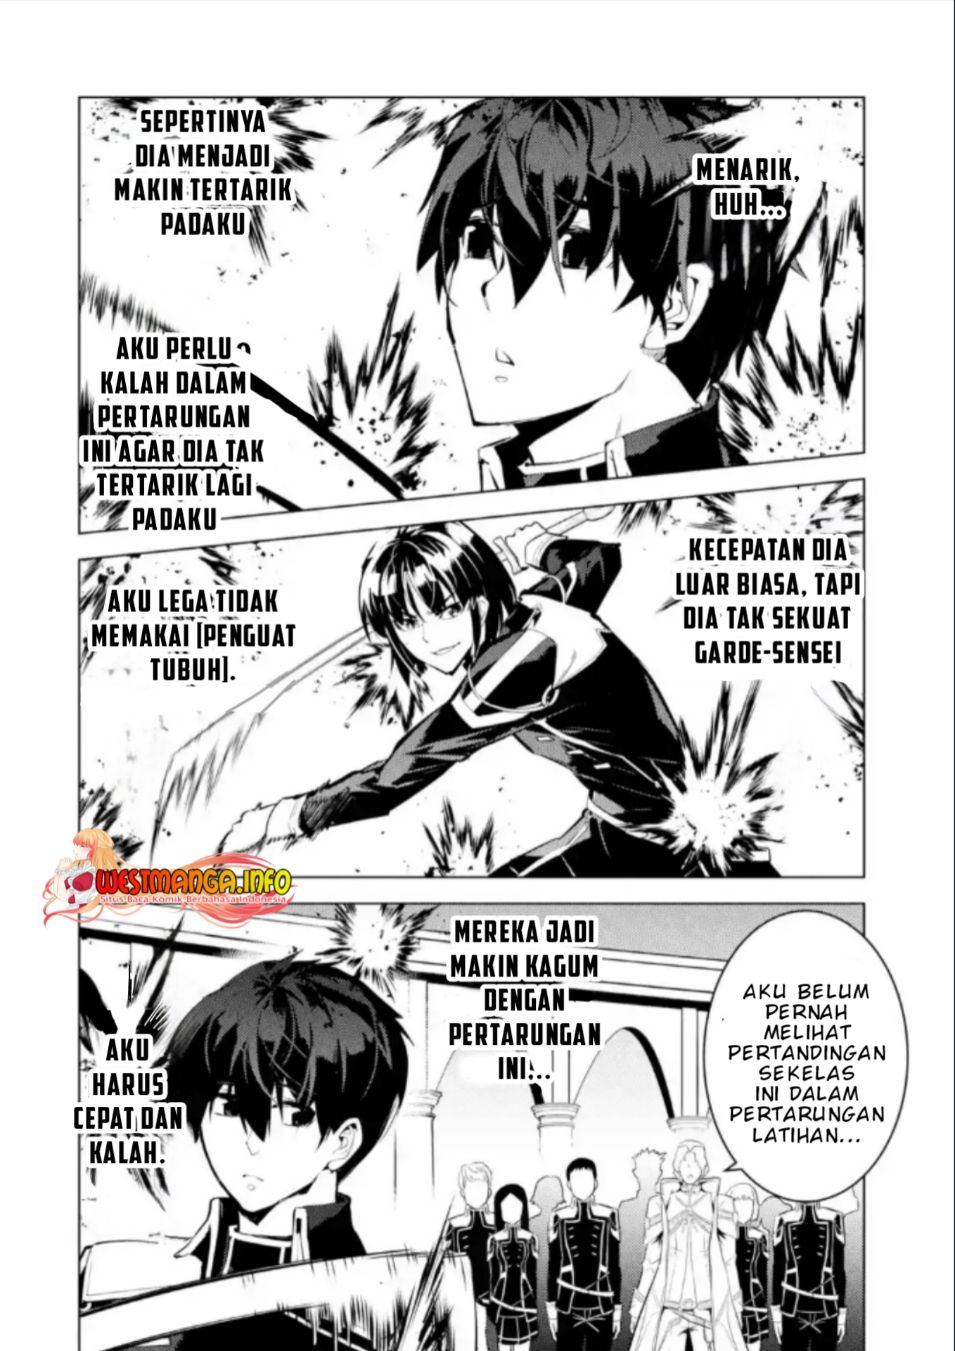 MENARIK,
HUH...
SEPERTINYA
DIA MENJADI
MAKIN TERTARIK
PADAKU
AKU PERLU
KALAH DALAM
PERTARUNGAN
INI AGAR DIA TAK
TERTARIK LAGI
PADAKU
KECEPATAN DIA
LUAR BIASA, TAPI
DIA TAK SEKUAT
GARDE-SENSEI
AKU LEGA TIDAK
MEMAKAI [PENGUAT
TUBUH].
WESTMANGA.INFO
Situs Baca Komik Berbahasa Indonesia
AKU BELUM
PERNAH
MELIHAT
PERTANDINGAN
SEKELAS
INI DALAM
PERTARUNGAN
LATIHAN...
MEREKA JADI
MAKIN KAGUM
DENGAN
PERTARUNGAN
INI...
AKU
HARUS
CEPAT DAN
KALAH.